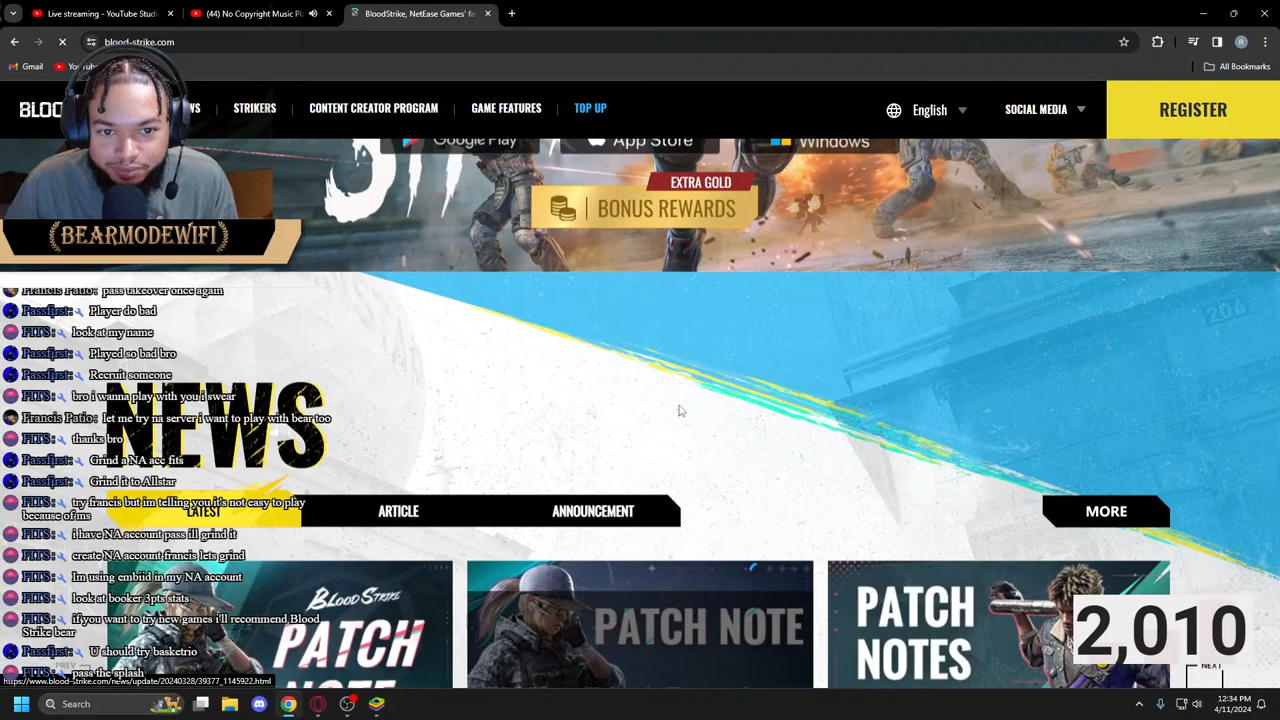 Live streaming - YouTube Stud
(44) No Copyright Music Pl
BloodStrike, NetEase Games' fa
blood-strike.com
Gmail
All Bookmarks
STRIKERS
CONTENT CREATOR PROGRAM
GAME FEATURES
TOP UP
English
SOCIAL MEDIA
REGISTER
Google Play
App Store
Windows
EXTRA GOLD
BONUS REWARDS
BEARMODEWIFI
Francis Patio: pass takeover once again
Passfirst: Player do bad
FITS: look at my name
Passfirst: Played so bad bro
Passfirst: Recruit someone
FITS: bro i wanna play with you i swear
Francis Patio: let me try na server i want to play with bear too
FITS: thanks bro
Passfirst: Grind a NA acc fits
Passfirst: Grind it to Allstar
FITS: try francis but im telling you it's not easy to play
because of ms
FITS: i have NA account pass ill grind it
FITS: create NA account francis lets grind
FITS: Im using embiid in my NA account
FITS: look at booker 3pts stats
FITS: if you want to try new games i'll recommend Blood
Strike bear
Passfirst: U should try basketrio
FITS: pass the splash
NEWS
LATEST
ARTICLE
ANNOUNCEMENT
MORE
BLOOD STRIKE
PATCH
PATCH NOTE
PATCH
NOTES
2,010
PREV
NEXT
https://www.blood-strike.com/news/update/20240328/39377_1145922.html
Search
12:34 PM
4/11/2024